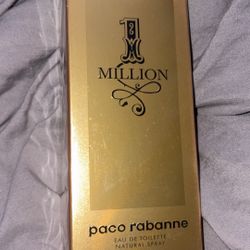 1
MILLION
paco rabanne
EAU DE TOILETTE
NATURAL SPRAY